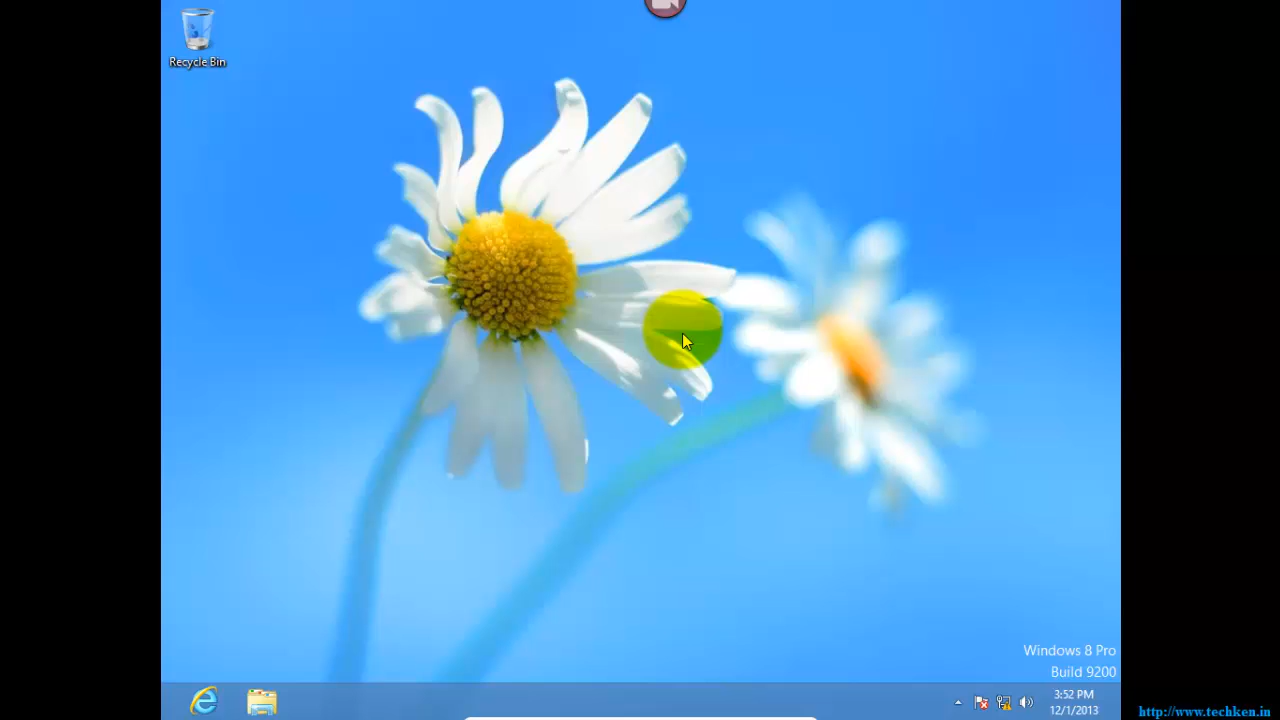 Recycle Bin
Windows 8 Pro
Build 9200
3:52 PM
12/1/2013
http://www.techken.in